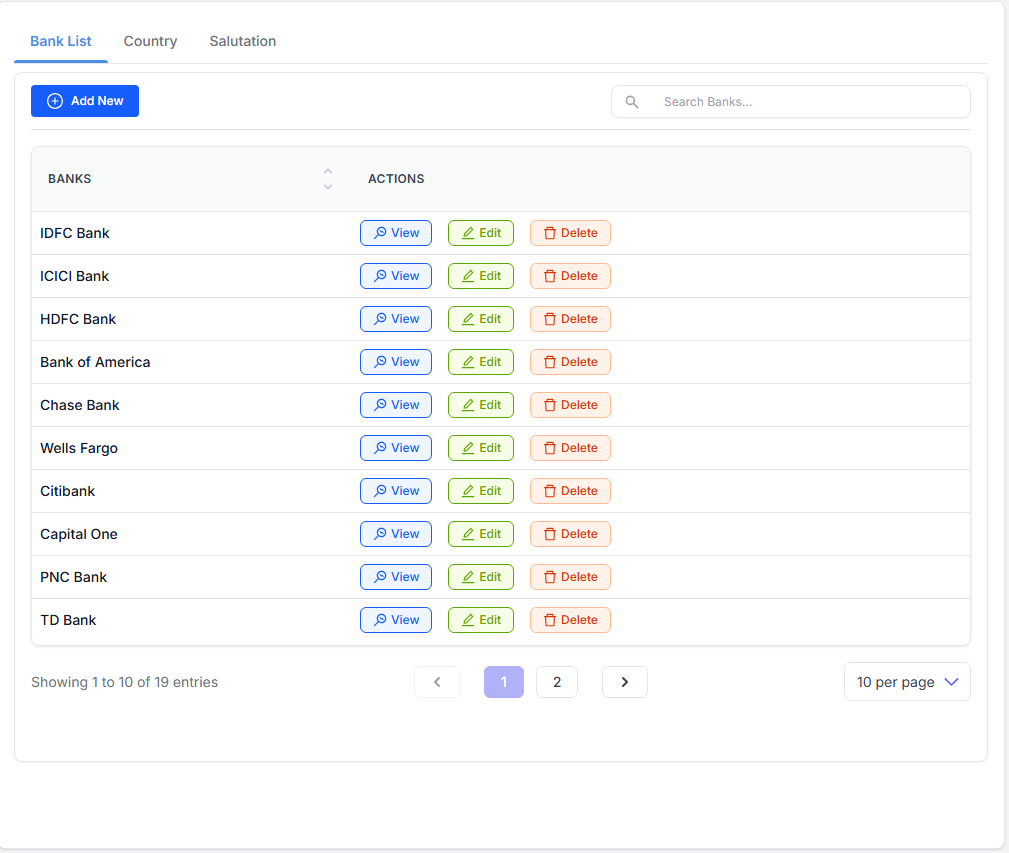 Bank List Country Salutation
Add New Search Banks...
BANKS ACTIONS
IDFC Bank View Edit Delete
ICICI Bank View Edit Delete
HDFC Bank View Edit Delete
Bank of America View Edit Delete
Chase Bank View Edit Delete
Wells Fargo View Edit Delete
Citibank View Edit Delete
Capital One View Edit Delete
PNC Bank View Edit Delete
TD Bank View Edit Delete
Showing 1 to 10 of 19 entries 1 2 10 per page